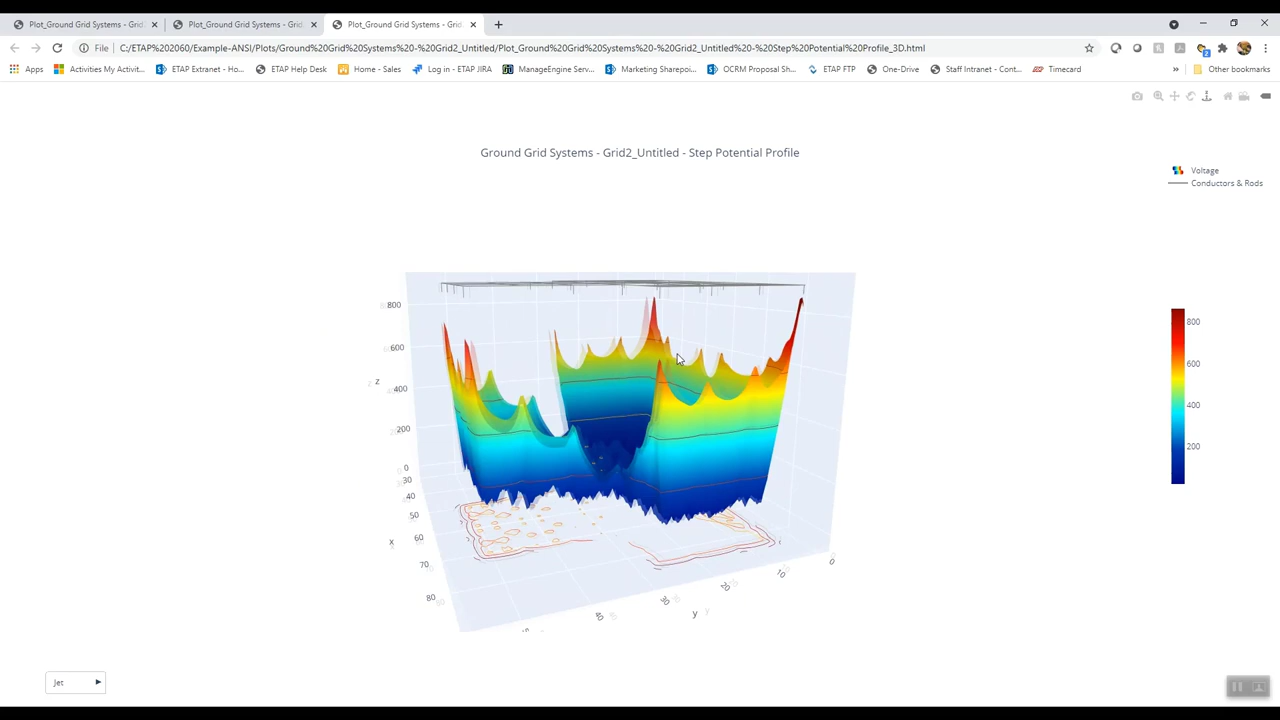 Plot_Ground Grid Systems - Grid
Plot_Ground Grid Systems - Grid
Plot_Ground Grid Systems - Grid
File
C:/ETAP%202060/Example-ANSI/Plots/Ground%20Grid%20Systems%20-%20Grid2_Untitled/Plot_Ground%20Grid%20Systems%20-%20Grid2_Untitled%20-%20Step%20Potential%20Profile_3D.html
Apps Activities My Activit... ETAP Extranet - Ho... ETAP Help Desk Home - Sales Log in - ETAP JIRA ManageEngine Serv... Marketing Sharepoi... OCRM Proposal Sh... ETAP FTP One-Drive Staff Intranet - Cont... Timecard » Other bookmarks
Ground Grid Systems - Grid2_Untitled - Step Potential Profile
Voltage
Conductors & Rods
800
600
z
400
200
0
30
40
50
x
60
70
80
40
30
20
10
0
y
800
600
400
200
Jet